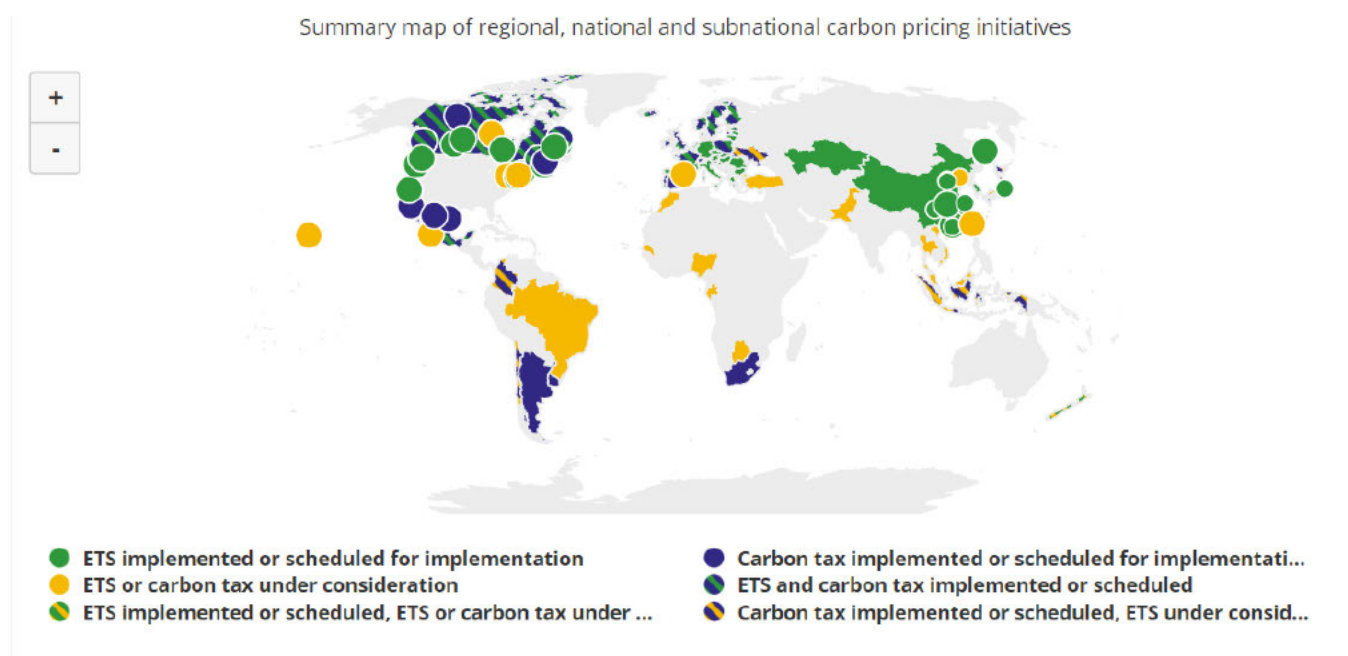 Summary map of regional, national and subnational carbon pricing initiatives
+
-
ETS implemented or scheduled for implementation
Carbon tax implemented or scheduled for implementati...
ETS or carbon tax under consideration
ETS and carbon tax implemented or scheduled
ETS implemented or scheduled, ETS or carbon tax under ...
Carbon tax implemented or scheduled, ETS under consid...